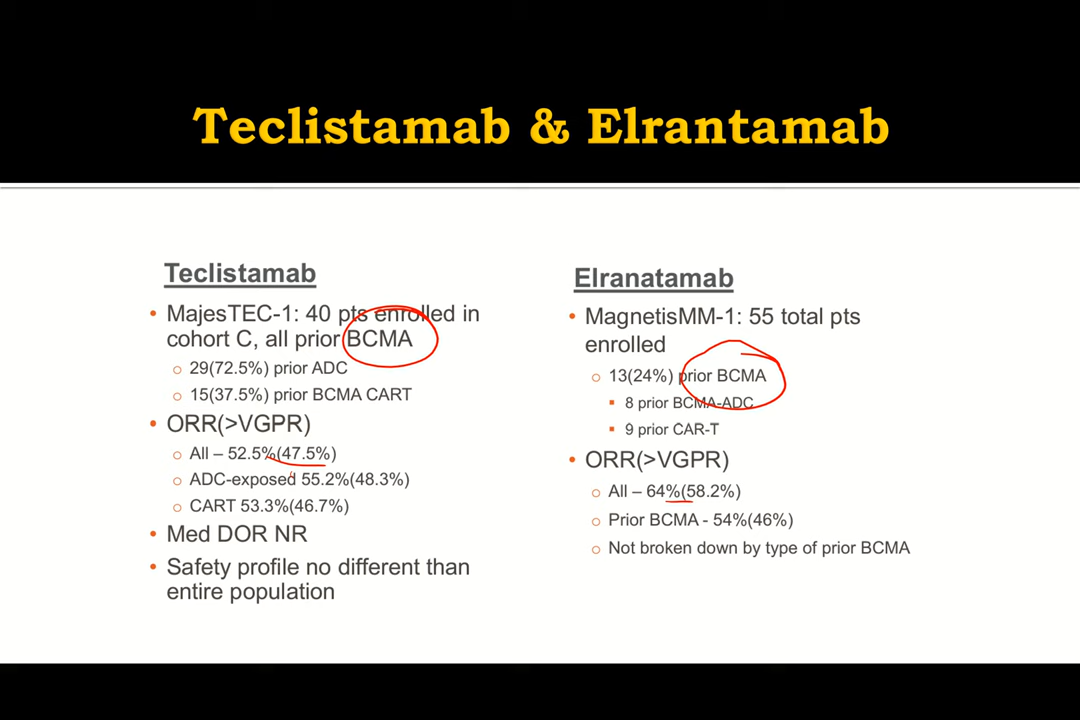 Teclistamab & Elrantamab
Teclistamab
• MajesTEC-1: 40 pts enrolled in
cohort C, all prior BCMA
○ 29(72.5%) prior ADC
○ 15(37.5%) prior BCMA CART
• ORR(>VGPR)
○ All – 52.5%(47.5%)
○ ADC-exposed 55.2%(48.3%)
○ CART 53.3%(46.7%)
• Med DOR NR
• Safety profile no different than
entire population
Elranatamab
• MagnetisMM-1: 55 total pts
enrolled
○ 13(24%) prior BCMA
▪ 8 prior BCMA-ADC
▪ 9 prior CAR-T
• ORR(>VGPR)
○ All – 64%(58.2%)
○ Prior BCMA - 54%(46%)
○ Not broken down by type of prior BCMA